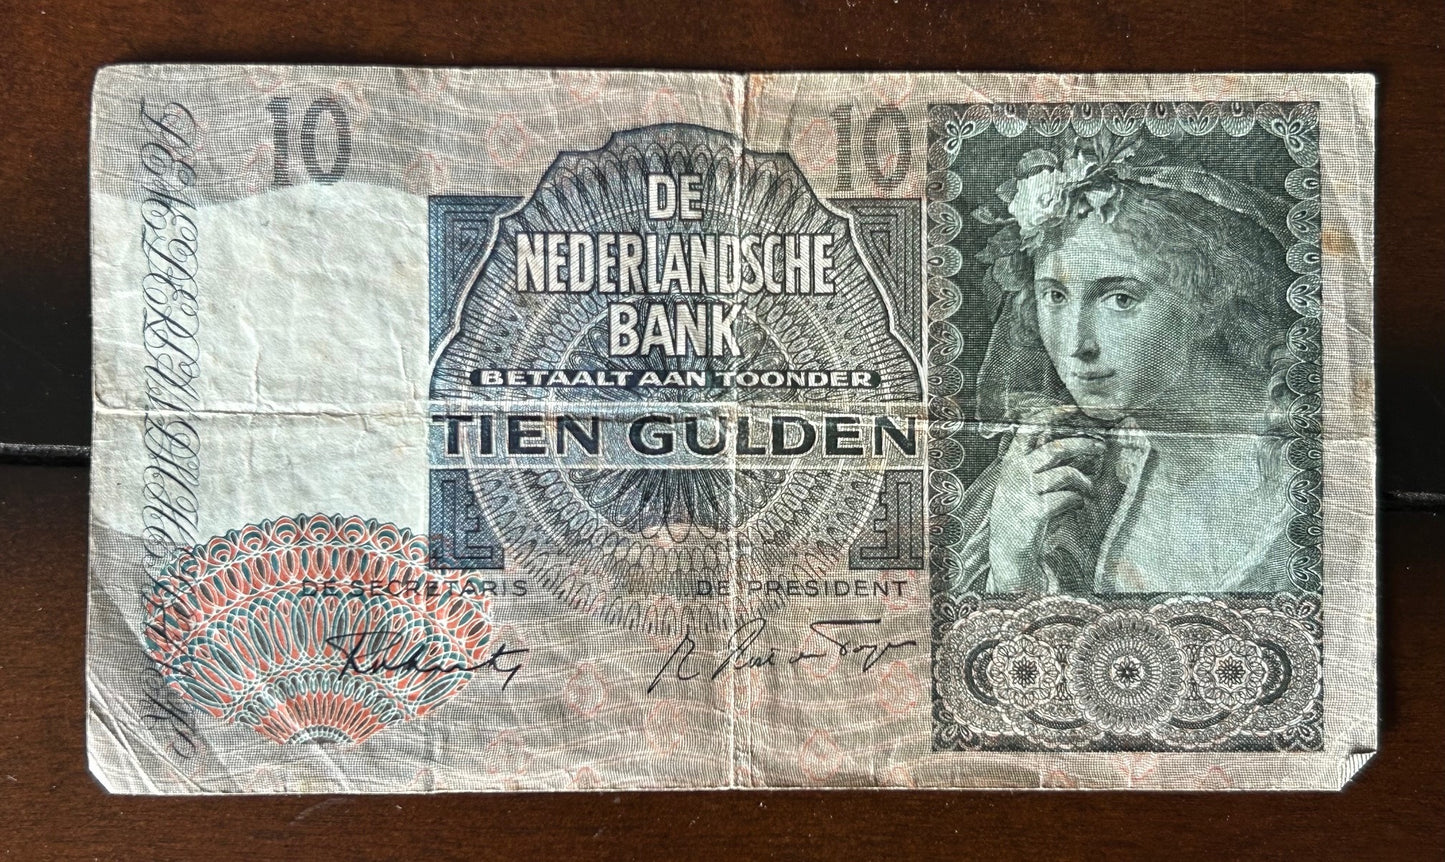 10
10
DE
NEDERLANDSCHE
BANK
BETAALT AAN TOONDER
TIEN GULDEN
DE SECRETARIS
DE PRESIDENT